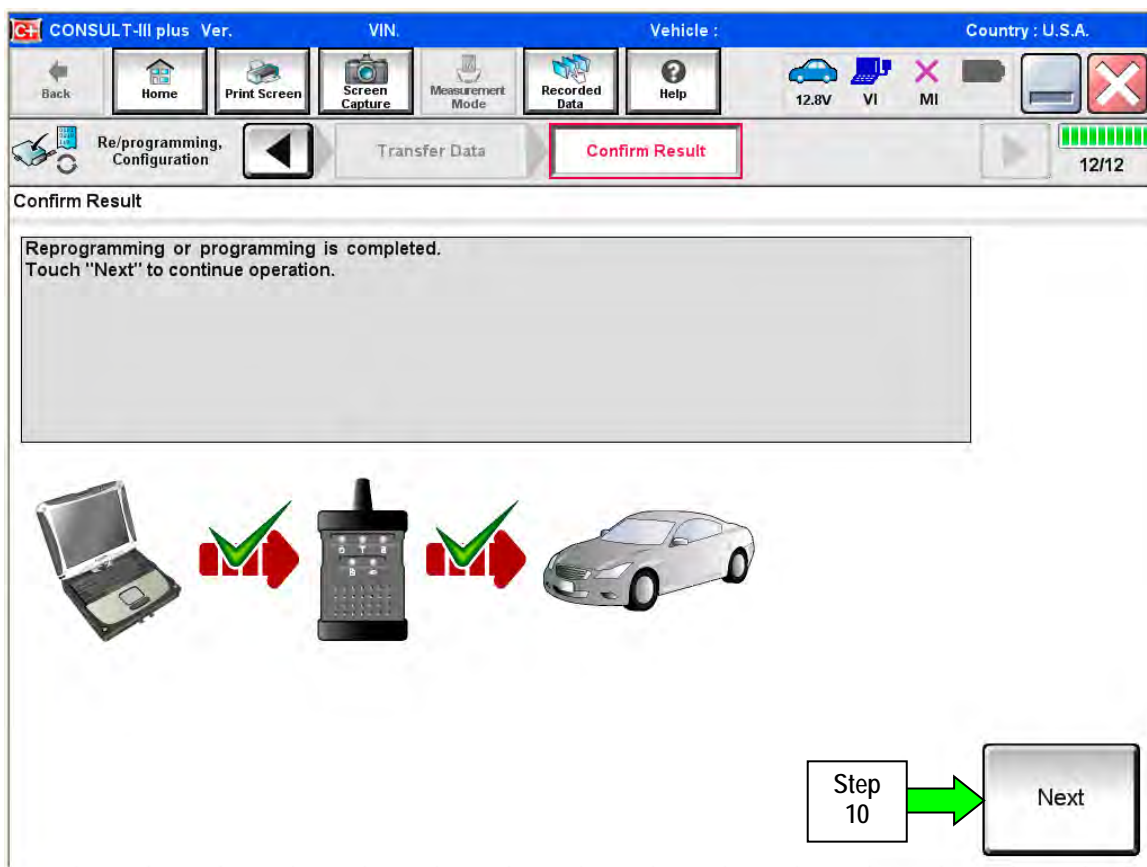 C+ CONSULT-III plus Ver. VIN. Vehicle : Country : U.S.A.
Back
Home
Print Screen
Screen
Capture
Measurement
Mode
Recorded
Data
Help
12.8V
VI
MI
Re/programming,
Configuration
Transfer Data
Confirm Result
12/12
Confirm Result
Reprogramming or programming is completed.
Touch "Next" to continue operation.
Step
10
Next